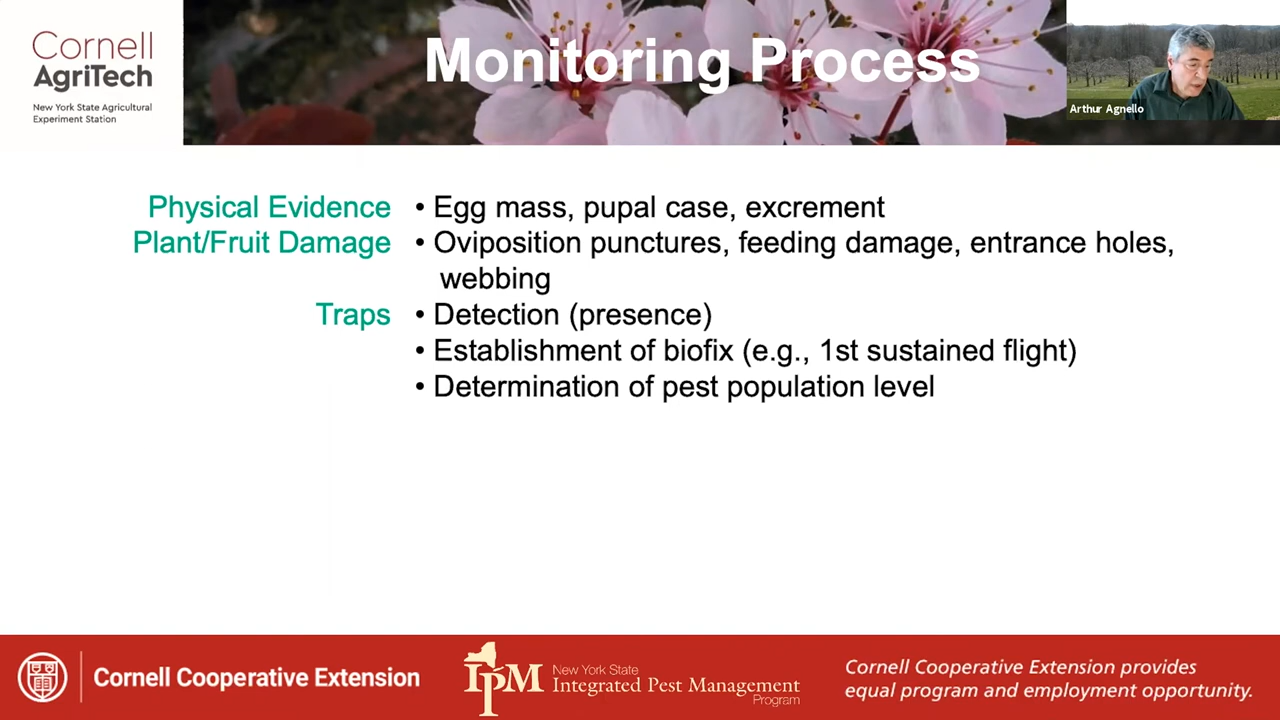 Cornell
AgriTech
New York State Agricultural
Experiment Station
Monitoring Process
Arthur Agnello
Physical Evidence • Egg mass, pupal case, excrement
Plant/Fruit Damage • Oviposition punctures, feeding damage, entrance holes,
webbing
Traps • Detection (presence)
• Establishment of biofix (e.g., 1st sustained flight)
• Determination of pest population level
Cornell Cooperative Extension
IPM
New York State
Integrated Pest Management
Program
Cornell Cooperative Extension provides
equal program and employment opportunity.